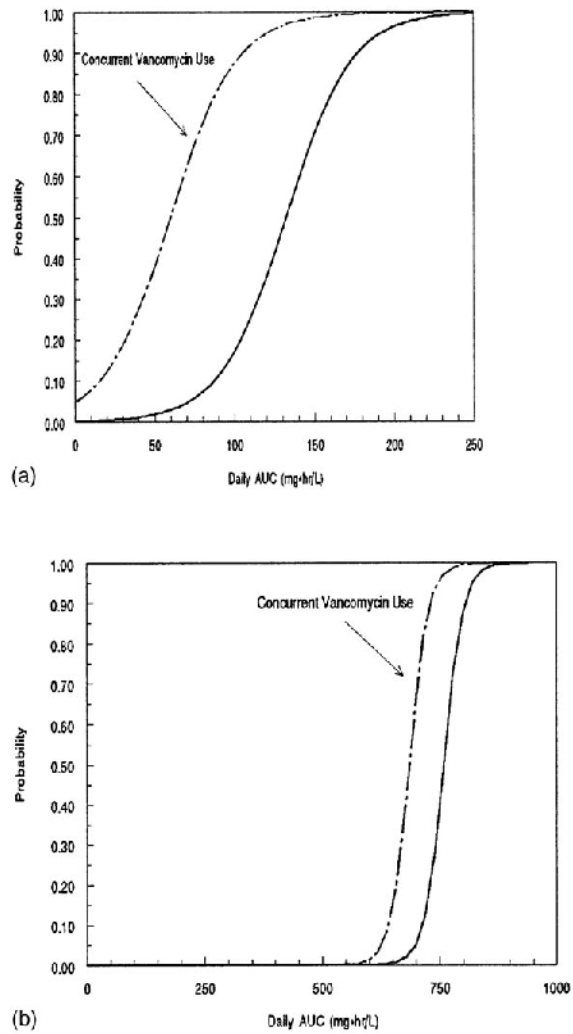 1.00
Concurrent Vancomycin Use
0.90
0.80
0.70
0.60
0.50
0.40
0.30
0.20
0.10
0.00
Probability
0 50 100 150 200 250
(a)
Daily AUC (mg•hr/L)
1.00
0.90
Concurrent Vancomycin Use
0.80
0.70
0.60
0.50
0.40
0.30
0.20
0.10
0.00
Probability
0 250 500 750 1000
(b)
Daily AUC (mg•hr/L)